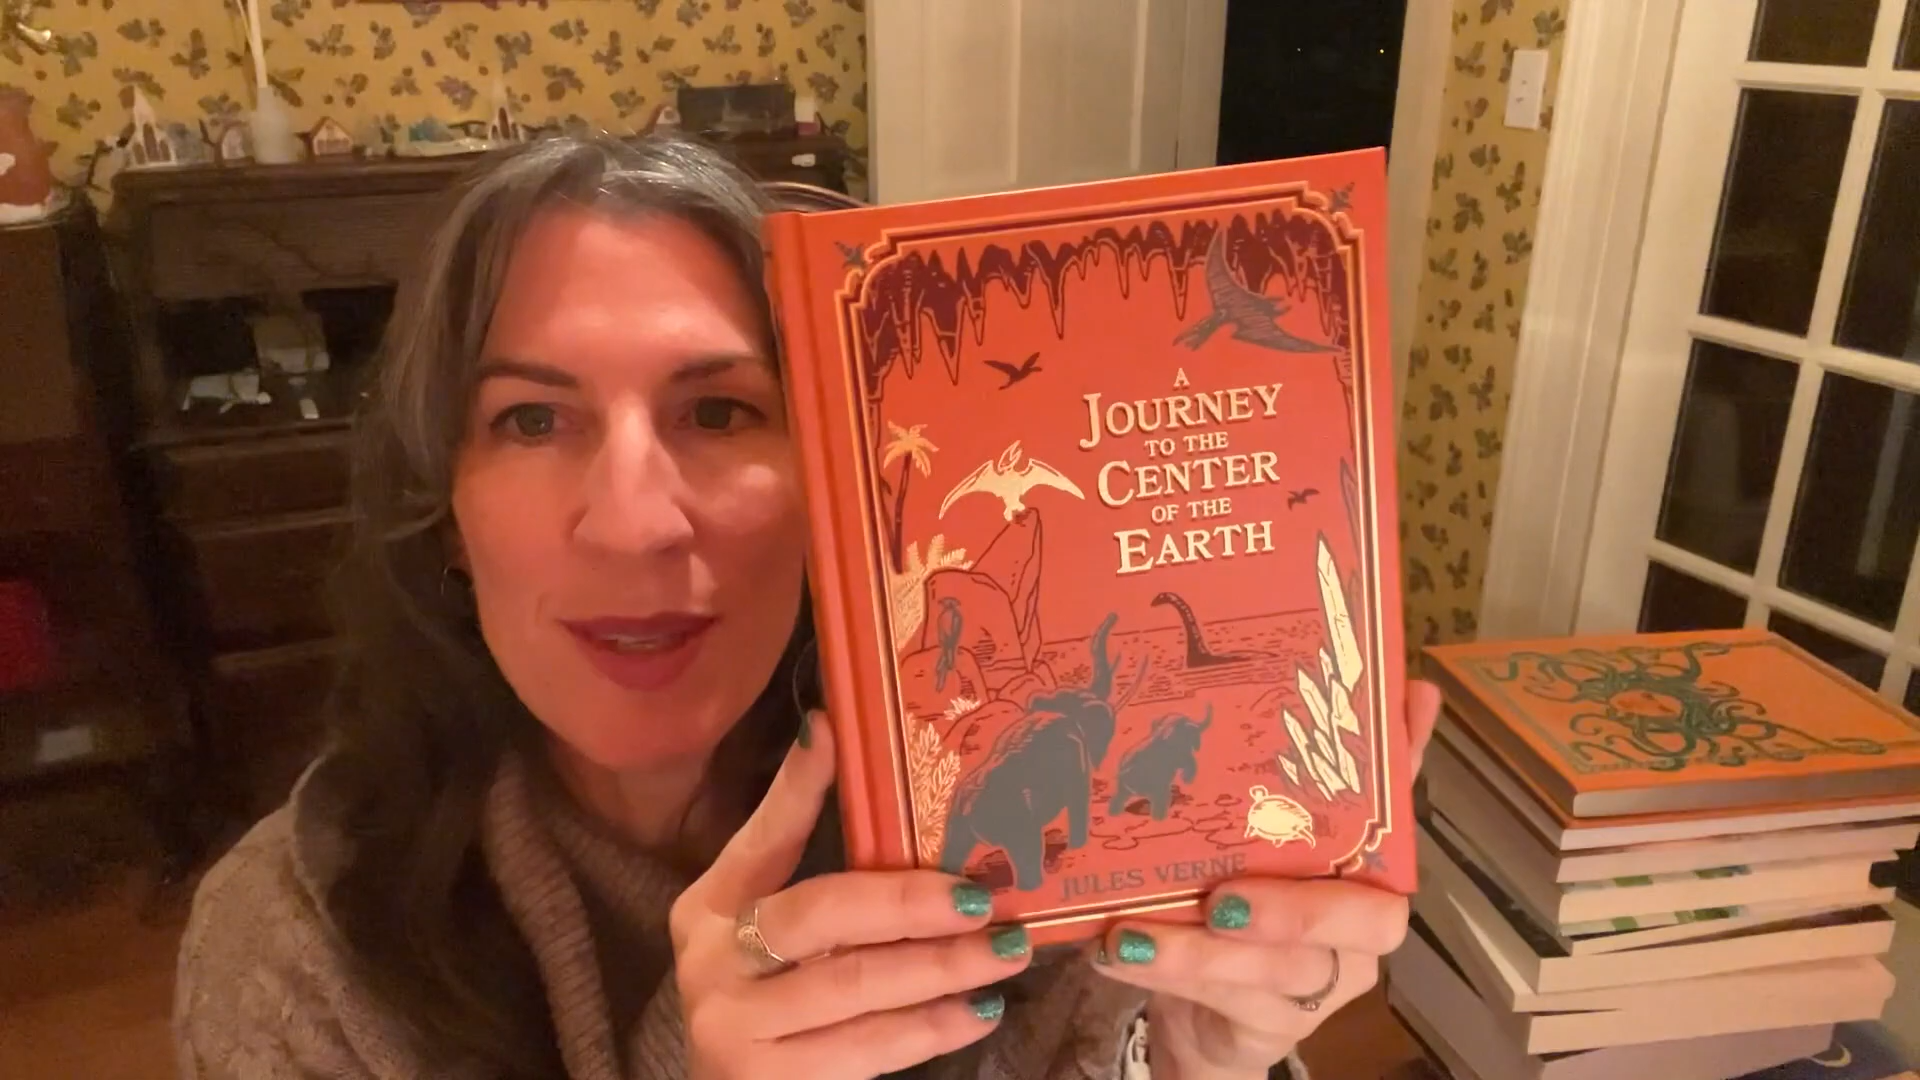 A
JOURNEY
TO THE
CENTER
OF THE
EARTH
JULES VERNE